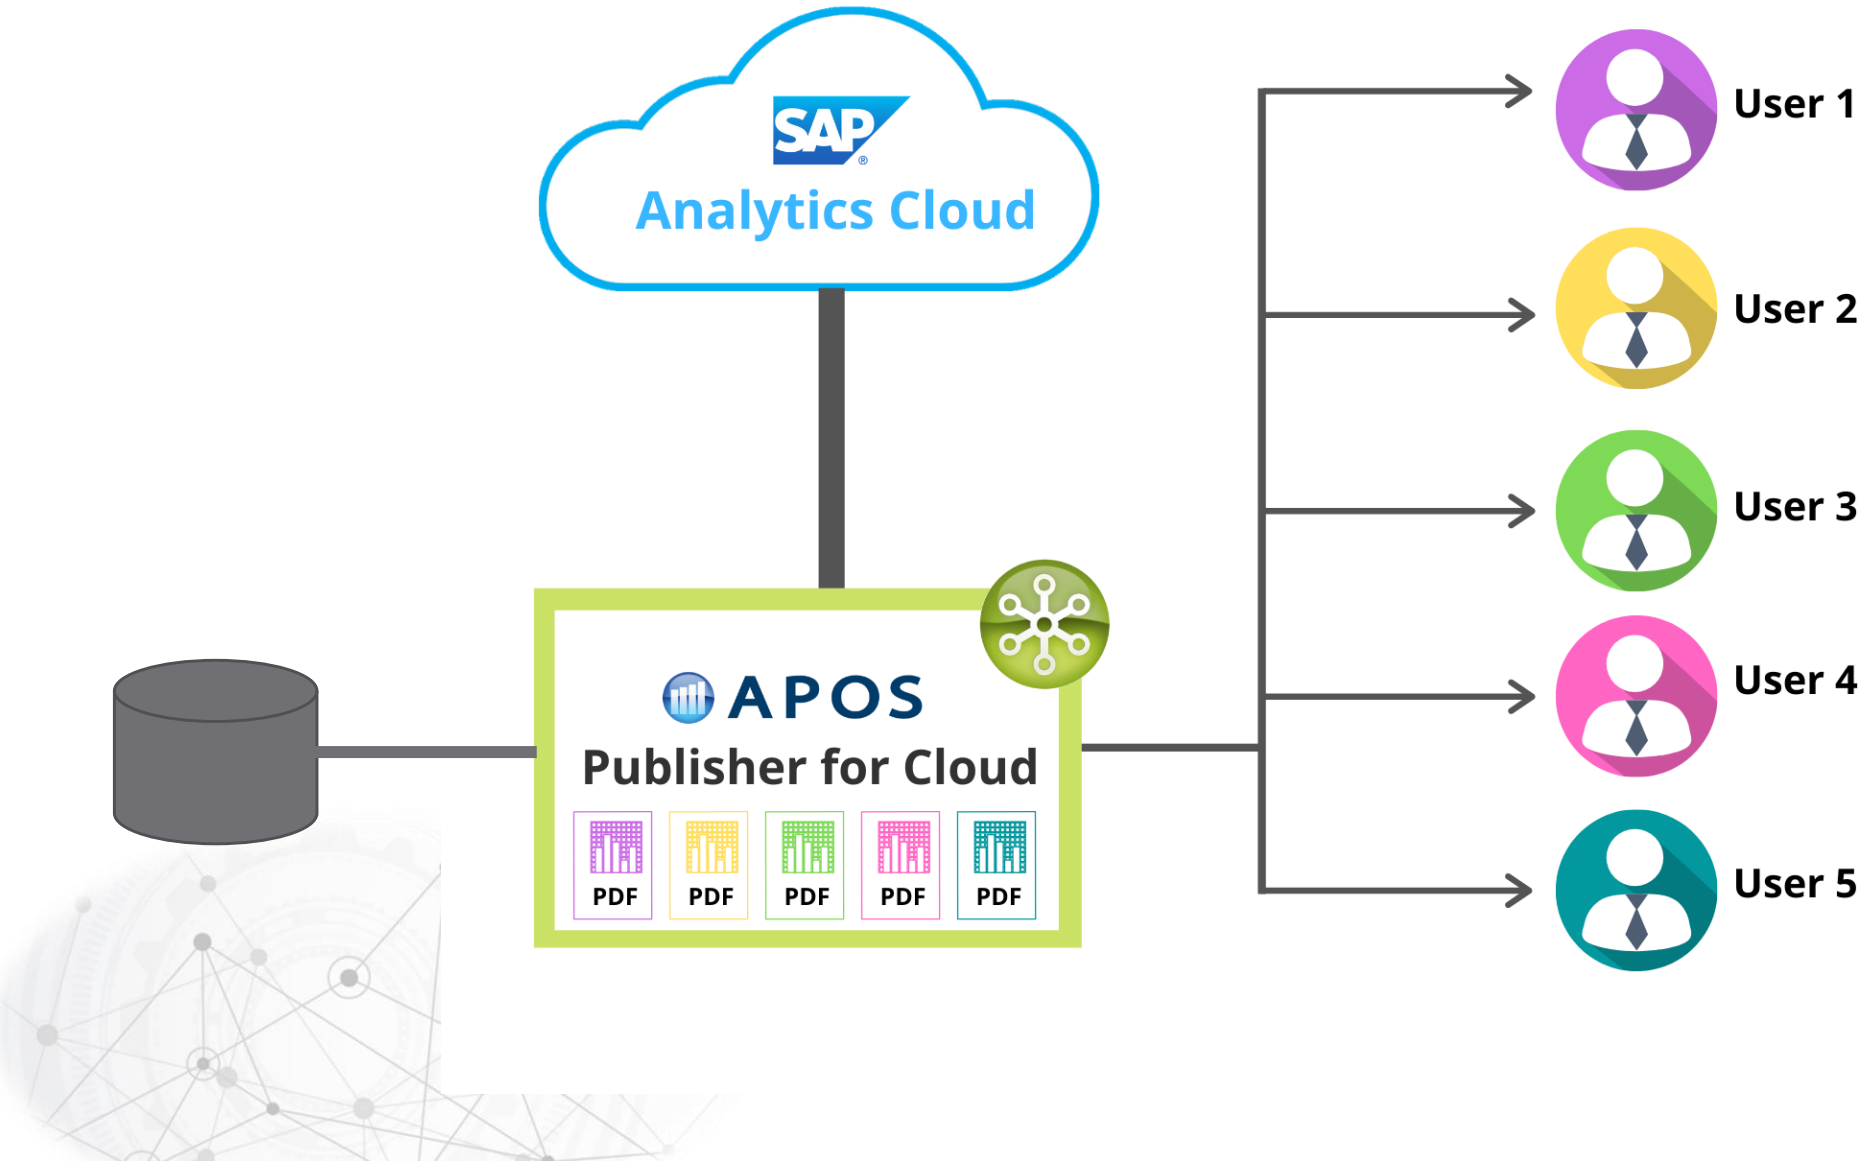 SAP
®
Analytics Cloud
APOS
Publisher for Cloud
PDF
PDF
PDF
PDF
PDF
User 1
User 2
User 3
User 4
User 5